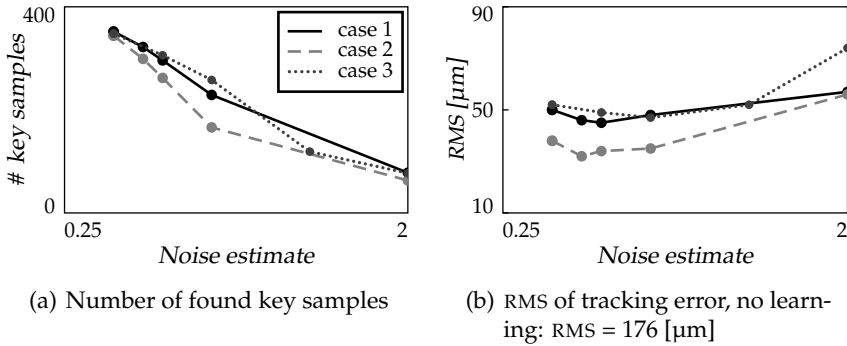 400
# key samples
0
0.25
2
Noise estimate
case 1
case 2
case 3
(a) Number of found key samples
90
50
10
RMS [µm]
0.25
2
Noise estimate
(b) RMS of tracking error, no learn-
ing: RMS = 176 [µm]